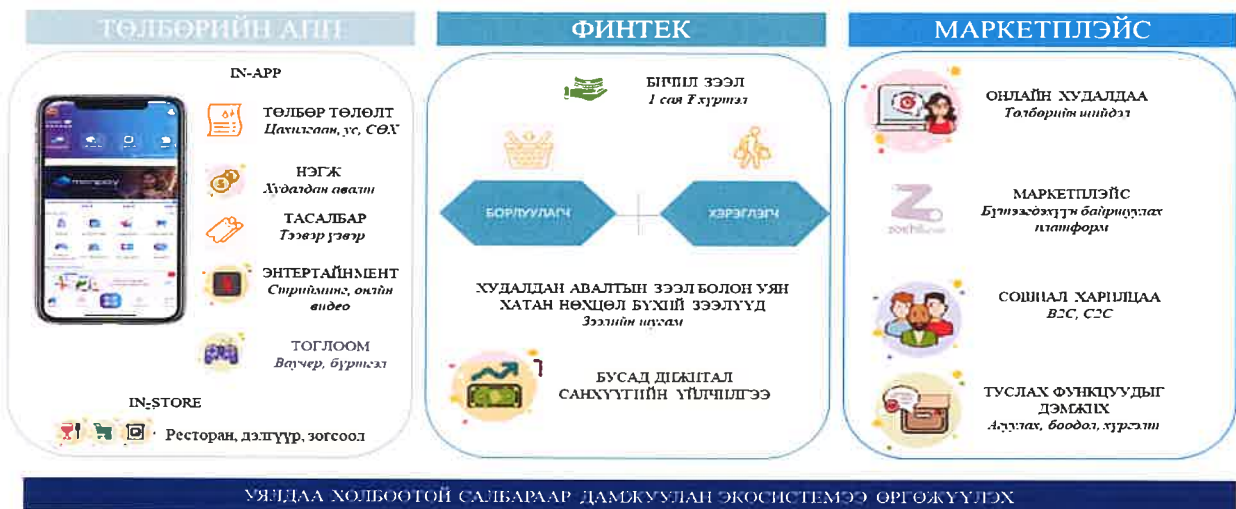 ТӨЛБӨРИЙН АПП
IN-APP
ТӨЛБӨР ТӨЛӨЛТ
Цахилгаан, ус, СӨХ
НЭГЖ
Худалдан авалт
ТАСАЛБАР
Тээвэр үзвэр
ЭНТЕРТАЙНМЕНТ
Стрийминг, онлйн
видео
ТОГЛООМ
Ваучер, бүртгэл
IN-STORE
Ресторан, дэлгүүр, зогсоол
monpay
ФИНТЕК
БИЧИЛ ЗЭЭЛ
1 сая ₮ хүртэл
БОРЛУУЛАГЧ
ХЭРЭГЛЭГЧ
ХУДАЛДАН АВАЛТЫН ЗЭЭЛ БОЛОН УЯН
ХАТАН НӨХЦӨЛ БҮХИЙ ЗЭЭЛҮҮД
Зээлийн шугам
БУСАД ДИЖИТАЛ
САНХҮҮГИЙН ҮЙЛЧИЛГЭЭ
МАРКЕТПЛЭЙС
ОНЛАЙН ХУДАЛДАА
Төлбөрийн шийдэл
МАРКЕТПЛЭЙС
Бүтээгдэхүүн байршуулах
платформ
СОШИАЛ ХАРИЛЦАА
B2C, C2C
ТУСЛАХ ФУНКЦУУДЫГ
ДЭМЖИХ
Агуулах, боодол, хүргэлт
УЯЛДАА ХОЛБООТОЙ САЛБАРААР ДАМЖУУЛАН ЭКОСИСТЕМЭЭ ӨРГӨЖҮҮЛЭХ